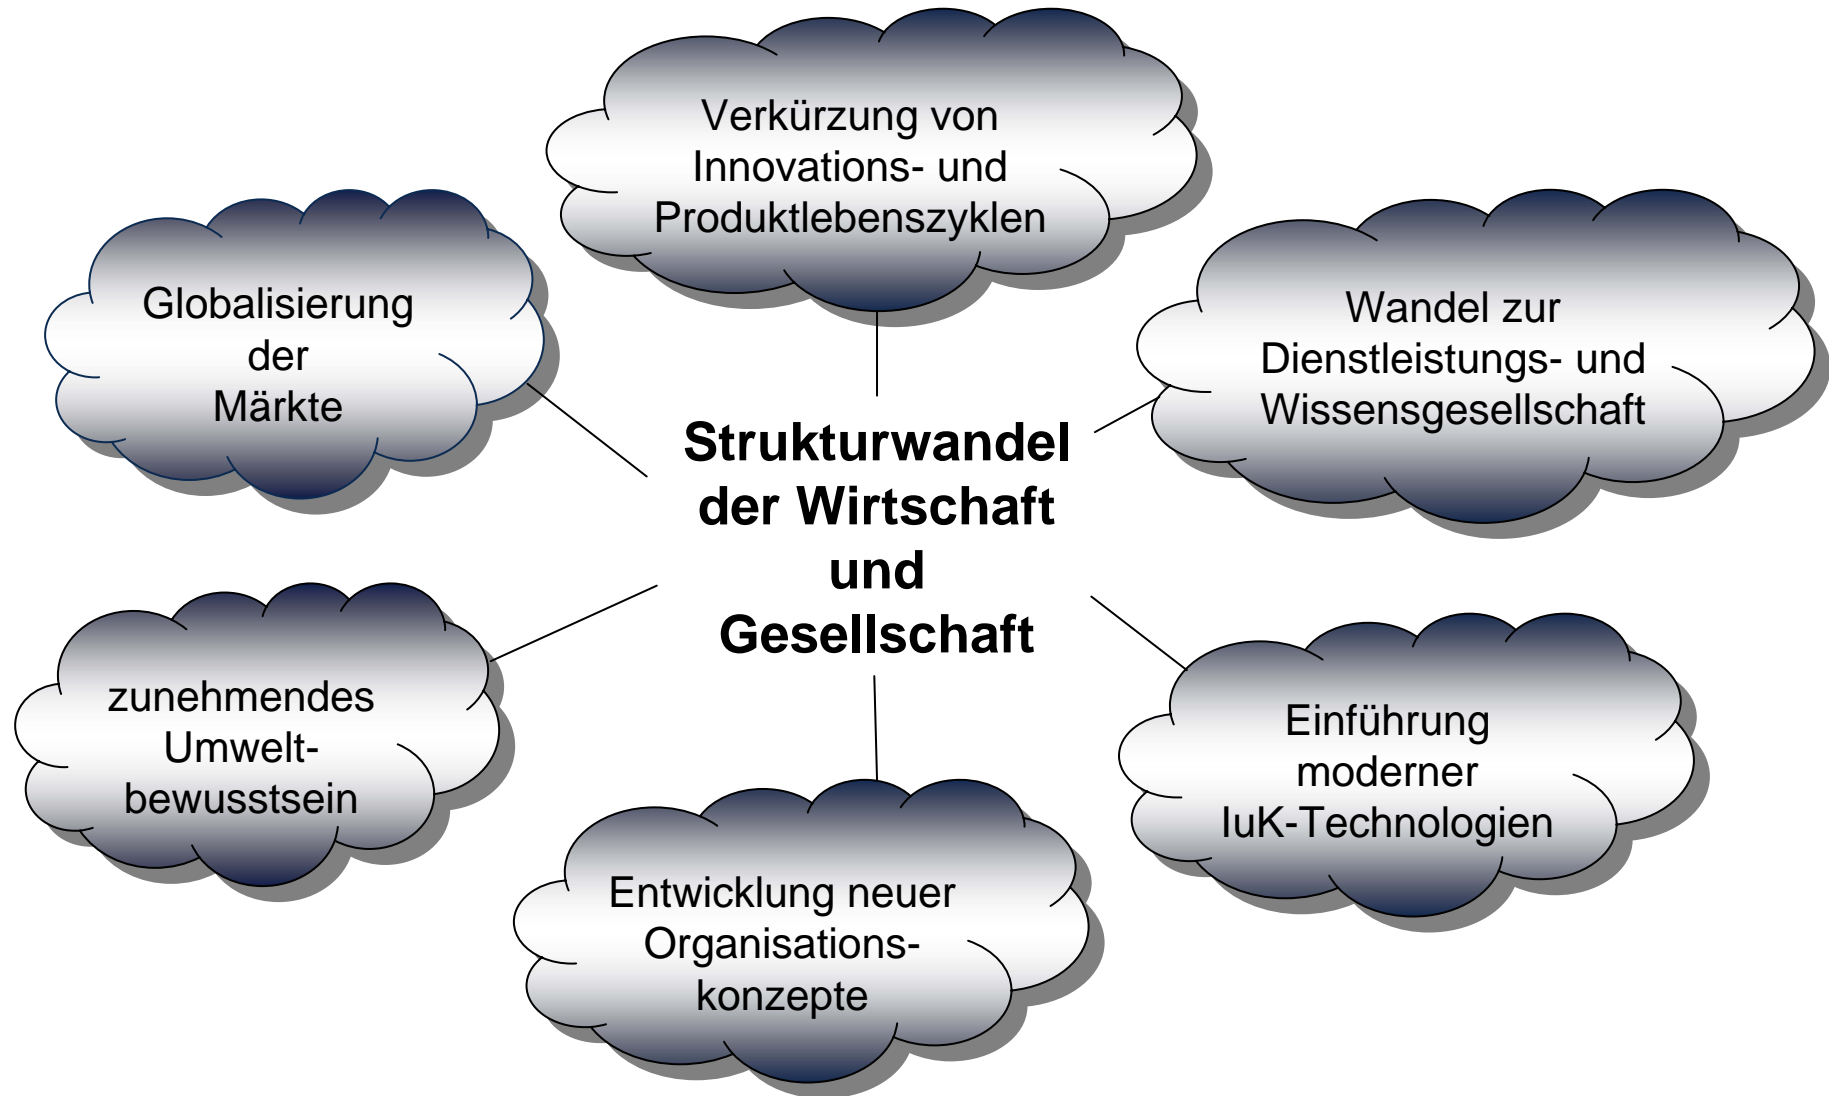 Verkürzung von
Innovations- und
Produktlebenszyklen
Globalisierung
der
Märkte
Wandel zur
Dienstleistungs- und
Wissensgesellschaft
Strukturwandel
der Wirtschaft
und
Gesellschaft
zunehmendes
Umwelt-
bewusstsein
Einführung
moderner
IuK-Technologien
Entwicklung neuer
Organisations-
konzepte